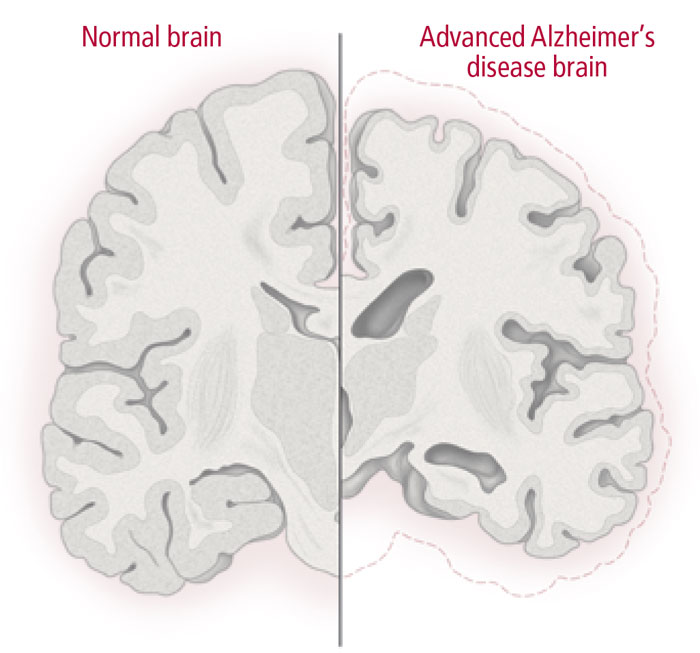 Normal brain
Advanced Alzheimer’s
disease brain